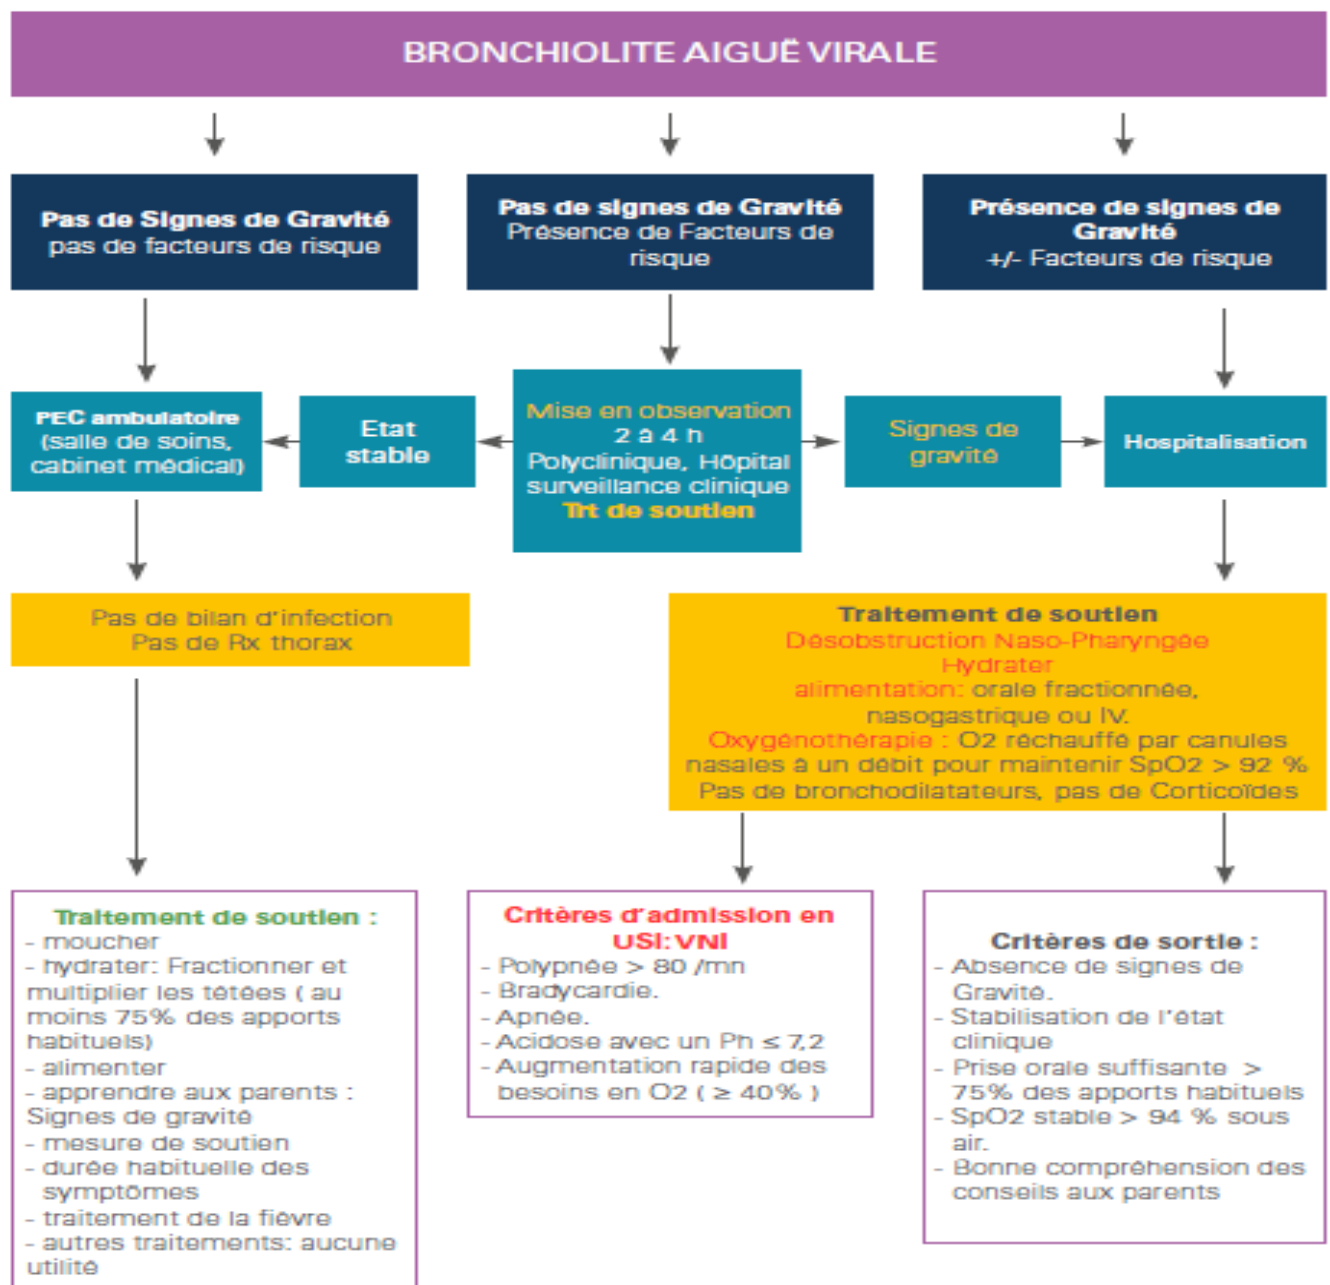 BRONCHIOLITE AIGUË VIRALE
Pas de Signes de Gravité
pas de facteurs de risque
Pas de signes de Gravité
Présence de Facteurs de
risque
Présence de signes de
Gravité
+/- Facteurs de risque
PEC ambulatoire
(salle de soins,
cabinet médical)
Etat
stable
Mise en observation
2 à 4 h
Polyclinique, Hôpital
surveillance clinique
Trt de soutien
Signes de
gravité
Hospitalisation
Pas de bilan d'infection
Pas de Rx thorax
Traitement de soutien
Désobstruction Naso-Pharyngée
Hydrater
alimentation: orale fractionnée,
nasogastrique ou IV.
Oxygénothérapie : O2 réchauffé par canules
nasales à un débit pour maintenir SpO2 > 92 %
Pas de bronchodilatateurs, pas de Corticoïdes
Traitement de soutien :
- moucher
- hydrater: Fractionner et
multiplier les tétées ( au
moins 75% des apports
habituels)
- alimenter
- apprendre aux parents :
Signes de gravité
- mesure de soutien
- durée habituelle des
symptômes
- traitement de la fièvre
- autres traitements: aucune
utilité
Critères d'admission en
USI: VNI
- Polypnée > 80 /mn
- Bradycardie.
- Apnée.
- Acidose avec un Ph ≤ 7,2
- Augmentation rapide des
besoins en O2 ( ≥ 40% )
Critères de sortie :
- Absence de signes de
Gravité.
- Stabilisation de l'état
clinique
- Prise orale suffisante >
75% des apports habituels
- SpO2 stable > 94 % sous
air.
- Bonne compréhension des
conseils aux parents